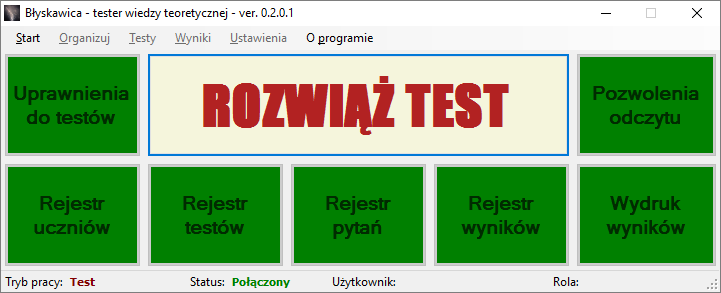 Błyskawica - tester wiedzy teoretycznej - ver. 0.2.0.1
Start Organizuj Testy Wyniki Ustawienia O programie
Uprawnienia
do testów
ROZWIĄŻ TEST
Pozwolenia
odczytu
Rejestr
uczniów
Rejestr
testów
Rejestr
pytań
Rejestr
wyników
Wydruk
wyników
Tryb pracy: Test Status: Połączony Użytkownik: Rola: